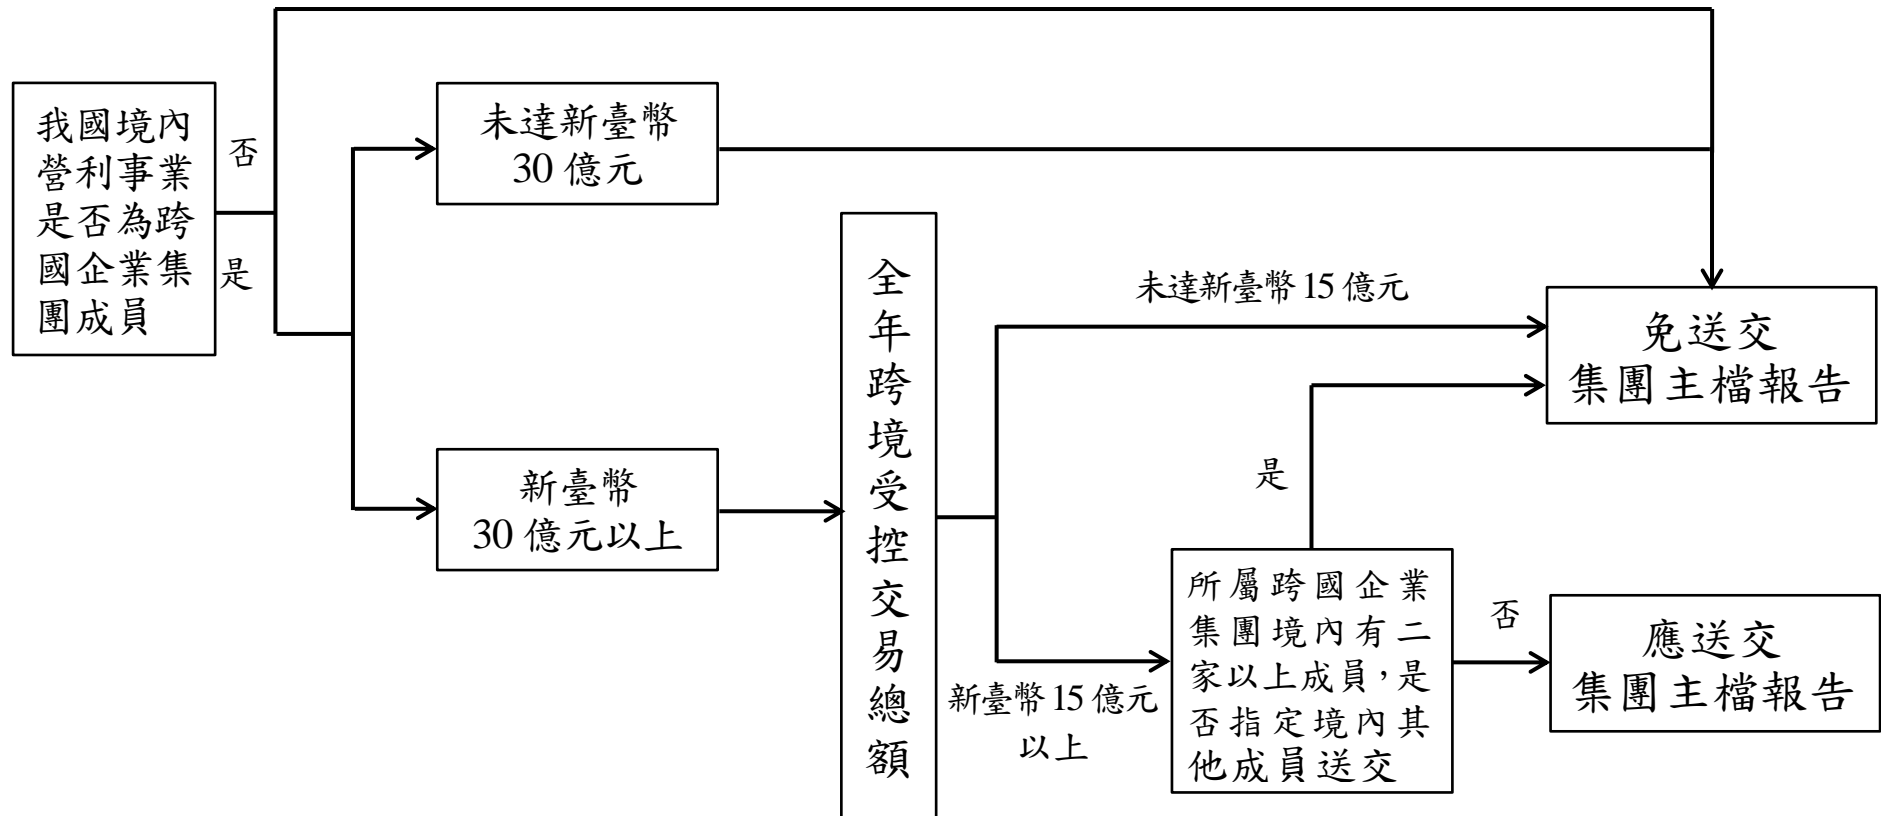 我國境內
營利事業
是否為跨
國企業集
團成員
否
是
未達新臺幣
30 億元
新臺幣
30 億元以上
全
年
跨
境
受
控
交
易
總
額
未達新臺幣 15 億元
新臺幣 15 億元
以上
是
所屬跨國企業
集團境內有二
家以上成員，是
否指定境內其
他成員送交
否
免送交
集團主檔報告
應送交
集團主檔報告